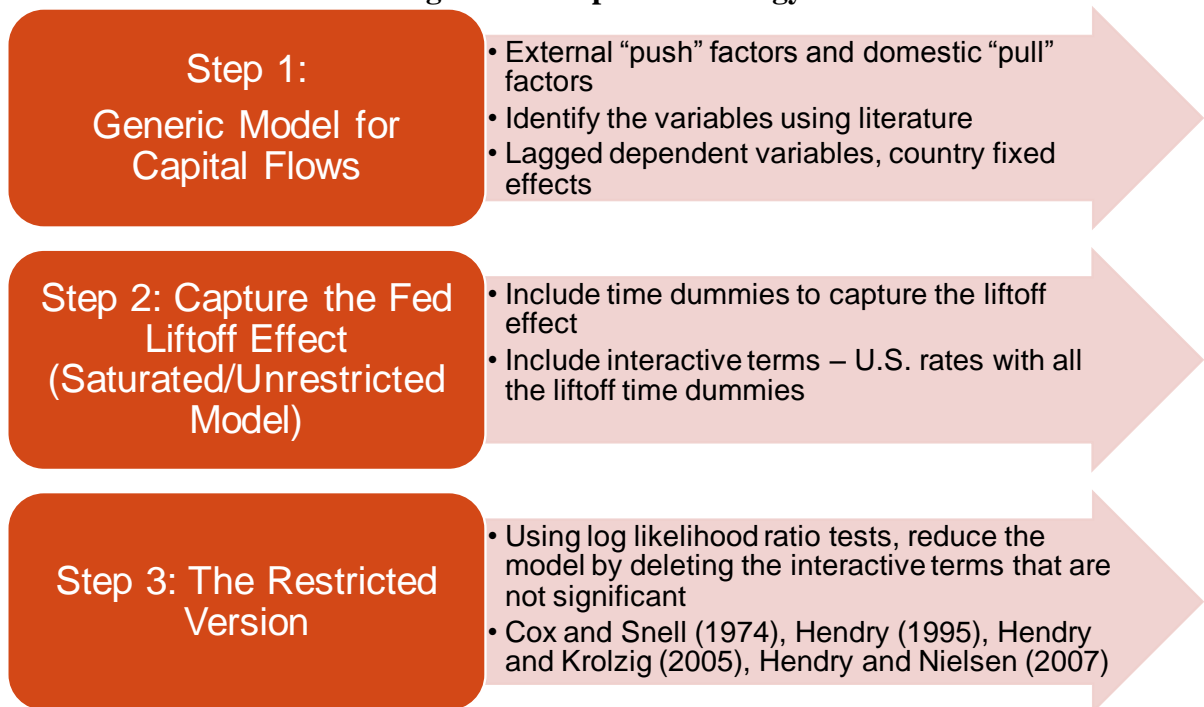 Step 1:
Generic Model for
Capital Flows
• External “push” factors and domestic “pull”
factors
• Identify the variables using literature
• Lagged dependent variables, country fixed
effects
Step 2: Capture the Fed
Liftoff Effect
(Saturated/Unrestricted
Model)
• Include time dummies to capture the liftoff
effect
• Include interactive terms – U.S. rates with all
the liftoff time dummies
Step 3: The Restricted
Version
• Using log likelihood ratio tests, reduce the
model by deleting the interactive terms that are
not significant
• Cox and Snell (1974), Hendry (1995), Hendry
and Krolzig (2005), Hendry and Nielsen (2007)